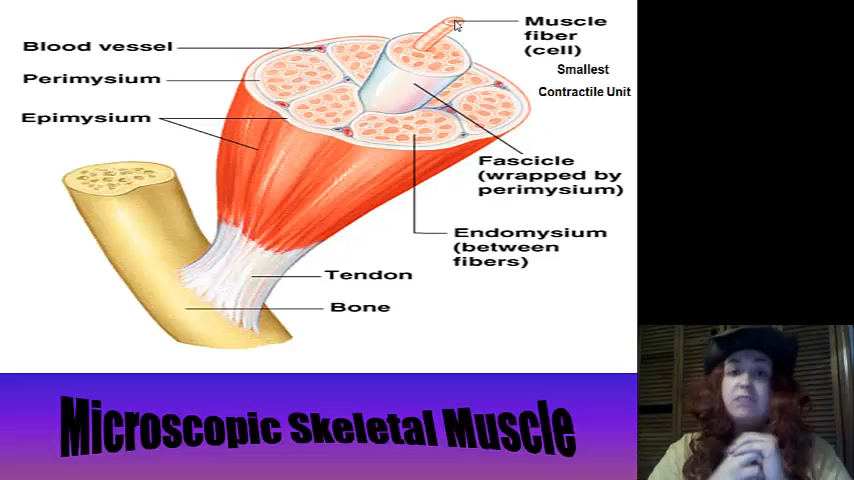 Muscle
fiber
(cell)
Smallest
Contractile Unit
Blood vessel
Perimysium
Epimysium
Fascicle
(wrapped by
perimysium)
Endomysium
(between
fibers)
Tendon
Bone
Microscopic Skeletal Muscle